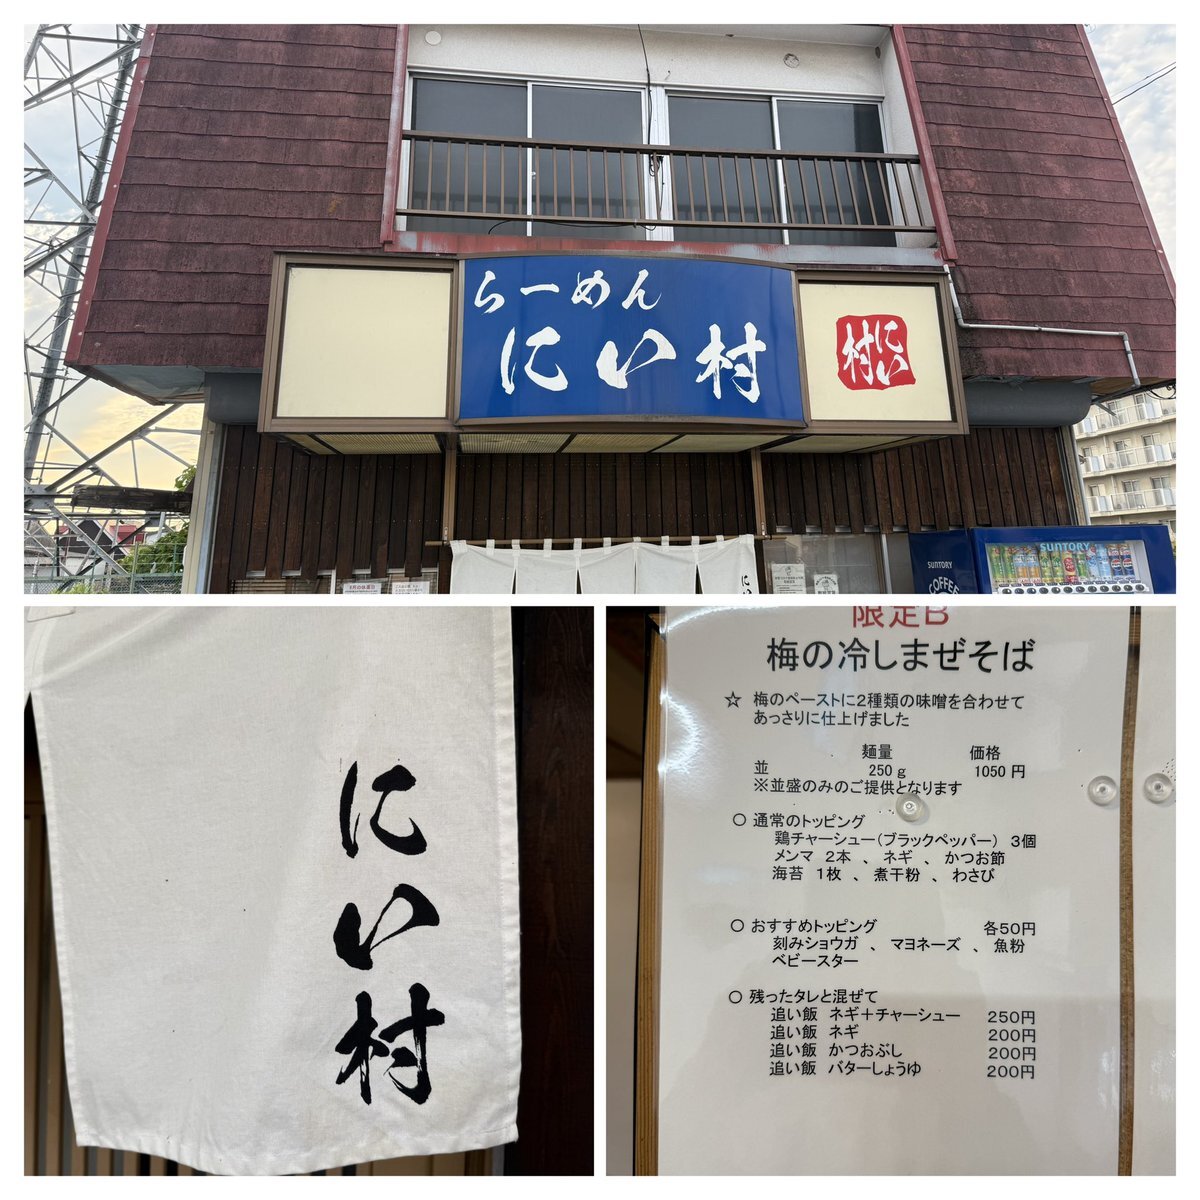 らーめん
にい村
にい村
SUNTORY
SUNTORY
COFFEE
に
にい村
限定B
梅の冷しまぜそば
☆ 梅のペーストに2種類の味噌を合わせて
あっさりに仕上げました
麺量 価格
並 250g 1050円
※並盛のみのご提供となります
○ 通常のトッピング
鶏チャーシュー(ブラックペッパー) 3個
メンマ 2本 、 ネギ 、 かつお節
海苔 1枚 、 煮干粉 、 わさび
○ おすすめトッピング 各50円
刻みショウガ 、 マヨネーズ 、 魚粉
ベビースター
○ 残ったタレと混ぜて
追い飯 ネギ+チャーシュー 250円
追い飯 ネギ 200円
追い飯 かつおぶし 200円
追い飯 バターしょうゆ 200円